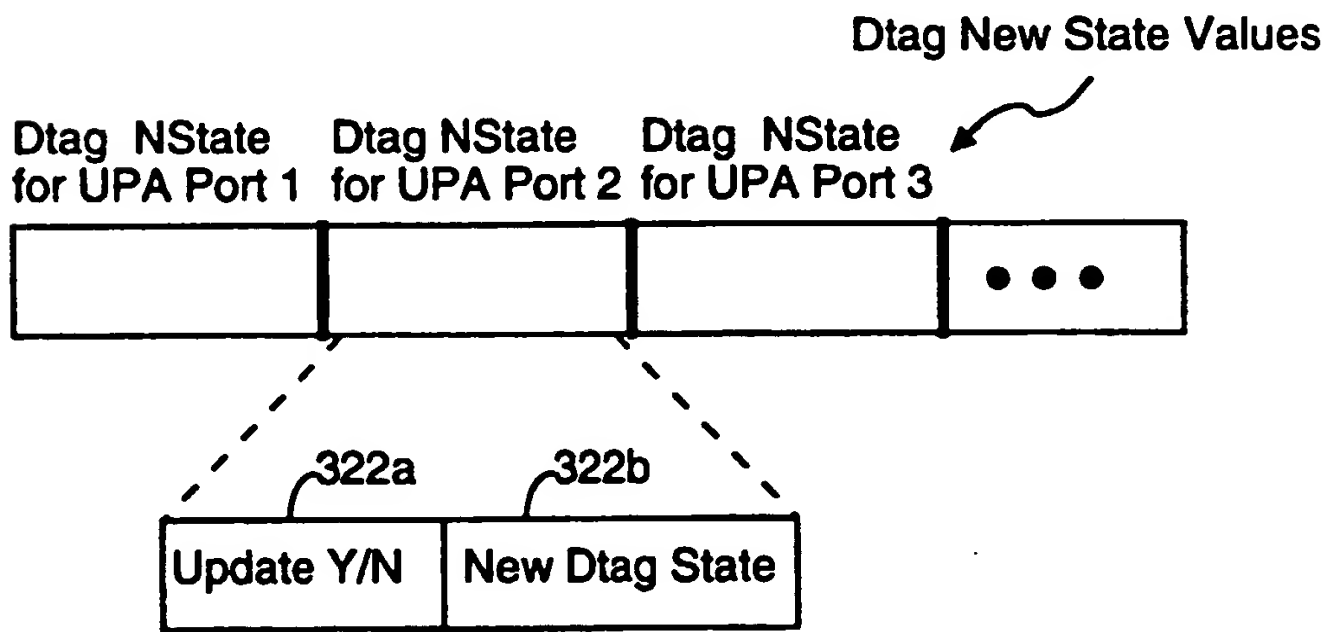 Dtag New State Values
Dtag NState for UPA Port 1
Dtag NState for UPA Port 2
Dtag NState for UPA Port 3
322a
322b
Update Y/N
New Dtag State